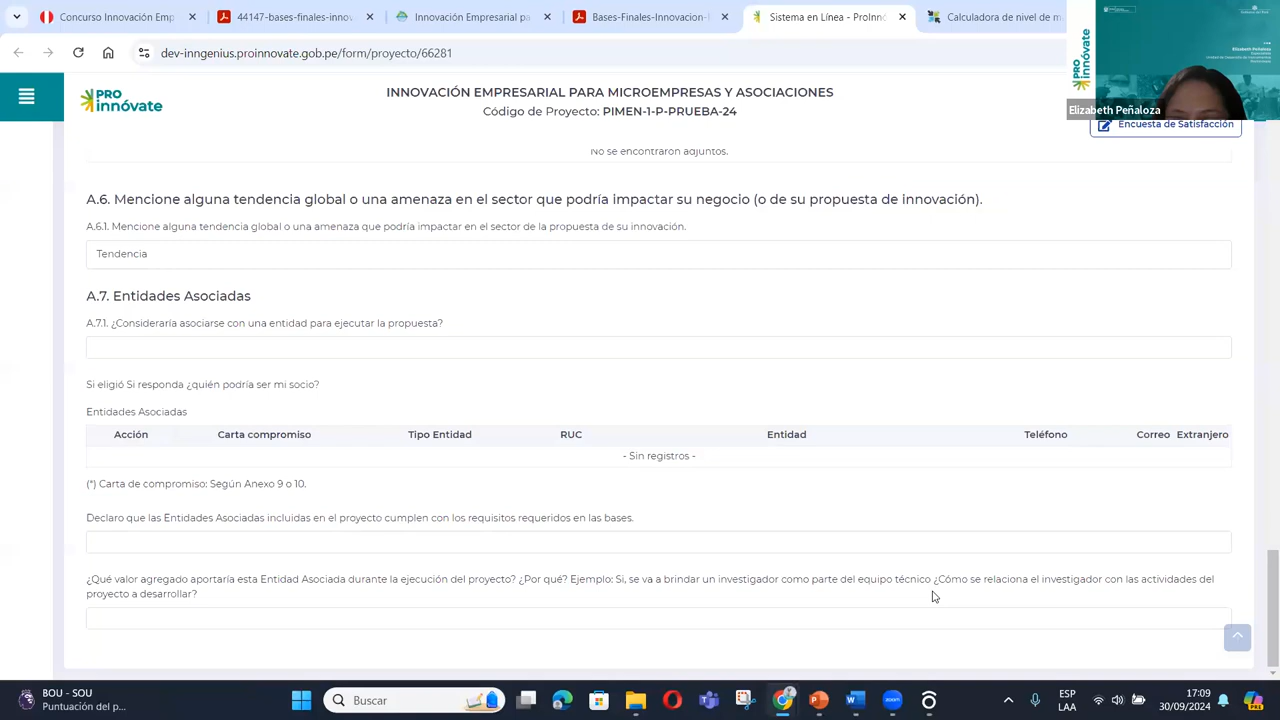 Concurso Innovación Emp
44147-bases-finales-innov
Innovación Empresarial pa
Bases-Finales-Innovacion-
Sistema en Línea - ProInn
Calculadora de nivel de m
dev-inngenius.proinnovate.gob.pe/form/proyecto/66281
PRO
innóvate
Elizabeth Peñaloza
PRO
innóvate
INNOVACIÓN EMPRESARIAL PARA MICROEMPRESAS Y ASOCIACIONES
Código de Proyecto: PIMEN-1-P-PRUEBA-24
Encuesta de Satisfacción
No se encontraron adjuntos.
A.6. Mencione alguna tendencia global o una amenaza en el sector que podría impactar su negocio (o de su propuesta de innovación).
A.6.1. Mencione alguna tendencia global o una amenaza que podría impactar en el sector de la propuesta de su innovación.
Tendencia
A.7. Entidades Asociadas
A.7.1. ¿Consideraría asociarse con una entidad para ejecutar la propuesta?
Si eligió Si responda ¿quién podría ser mi socio?
Entidades Asociadas
Acción Carta compromiso Tipo Entidad RUC Entidad Teléfono Correo Extranjero
- Sin registros -
(*) Carta de compromiso: Según Anexo 9 o 10.
Declaro que las Entidades Asociadas incluidas en el proyecto cumplen con los requisitos requeridos en las bases.
¿Qué valor agregado aportaría esta Entidad Asociada durante la ejecución del proyecto? ¿Por qué? Ejemplo: Si, se va a brindar un investigador como parte del equipo técnico ¿Cómo se relaciona el investigador con las actividades del
proyecto a desarrollar?
BOU - SOU
Puntuación del p...
Buscar
ESP
LAA
17:09
30/09/2024